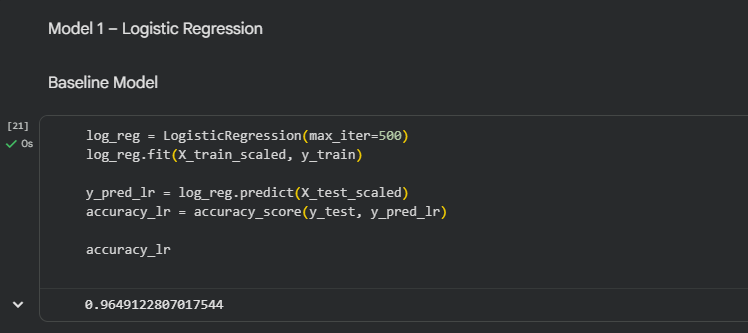 Model 1 – Logistic Regression
Baseline Model
[21]
0s
log_reg = LogisticRegression(max_iter=500)
log_reg.fit(X_train_scaled, y_train)
y_pred_lr = log_reg.predict(X_test_scaled)
accuracy_lr = accuracy_score(y_test, y_pred_lr)
accuracy_lr
0.9649122807017544